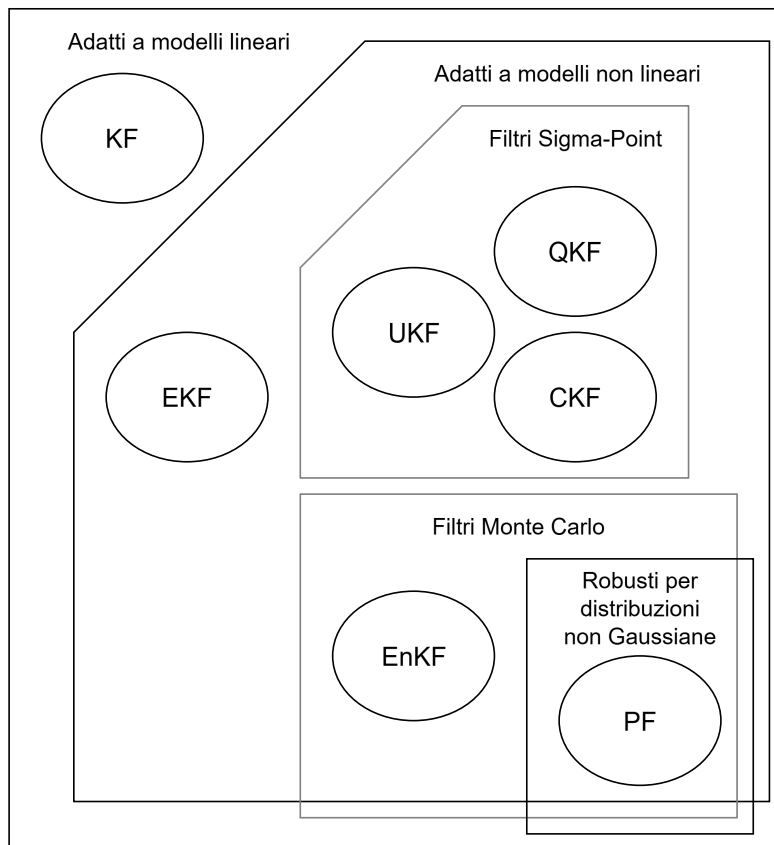 Adatti a modelli lineari
KF
Adatti a modelli non lineari
Filtri Sigma-Point
QKF
UKF
CKF
EKF
Filtri Monte Carlo
Robusti per
distribuzioni
non Gaussiane
EnKF
PF